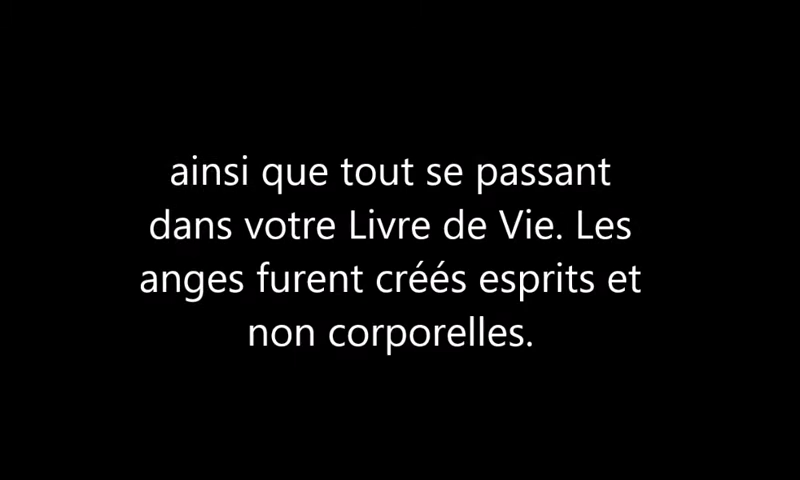 ainsi que tout se passant
dans votre Livre de Vie. Les
anges furent créés esprits et
non corporelles.